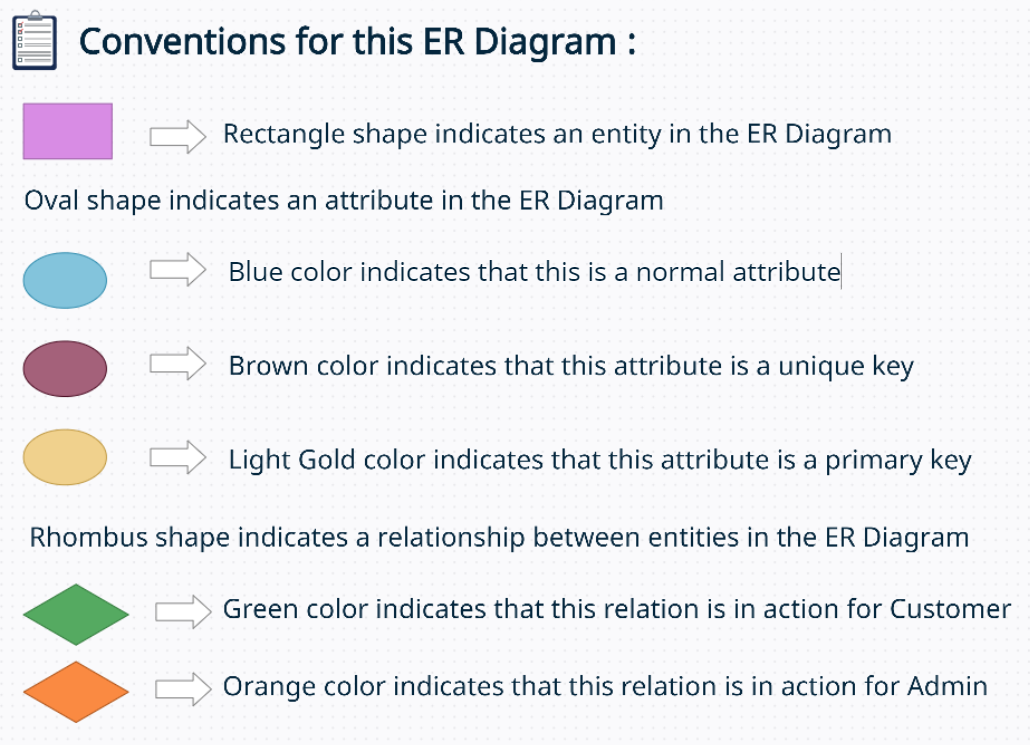 Conventions for this ER Diagram :
Rectangle shape indicates an entity in the ER Diagram
Oval shape indicates an attribute in the ER Diagram
Blue color indicates that this is a normal attribute
Brown color indicates that this attribute is a unique key
Light Gold color indicates that this attribute is a primary key
Rhombus shape indicates a relationship between entities in the ER Diagram
Green color indicates that this relation is in action for Customer
Orange color indicates that this relation is in action for Admin